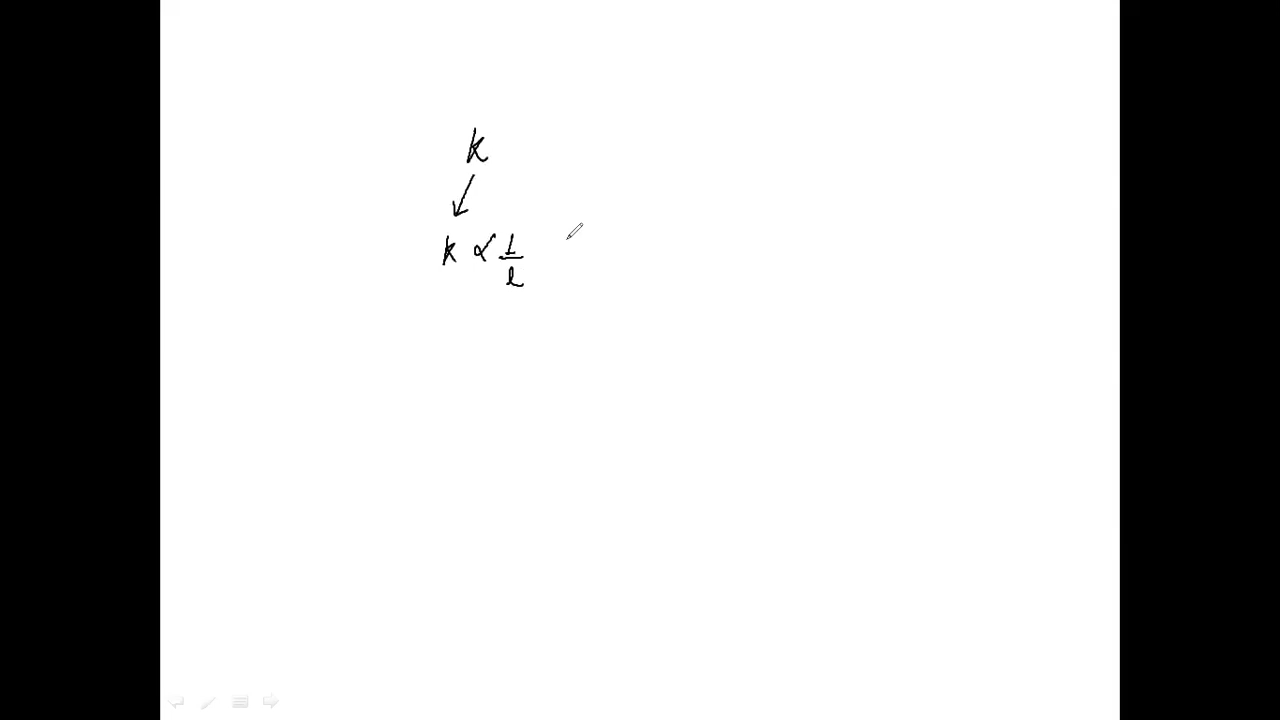 k
↙
k ∝ 1/l